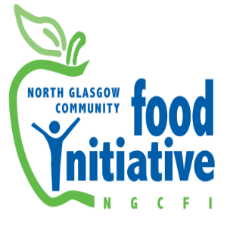 NORTH GLASGOW
COMMUNITY
food
initiative
NGCFI